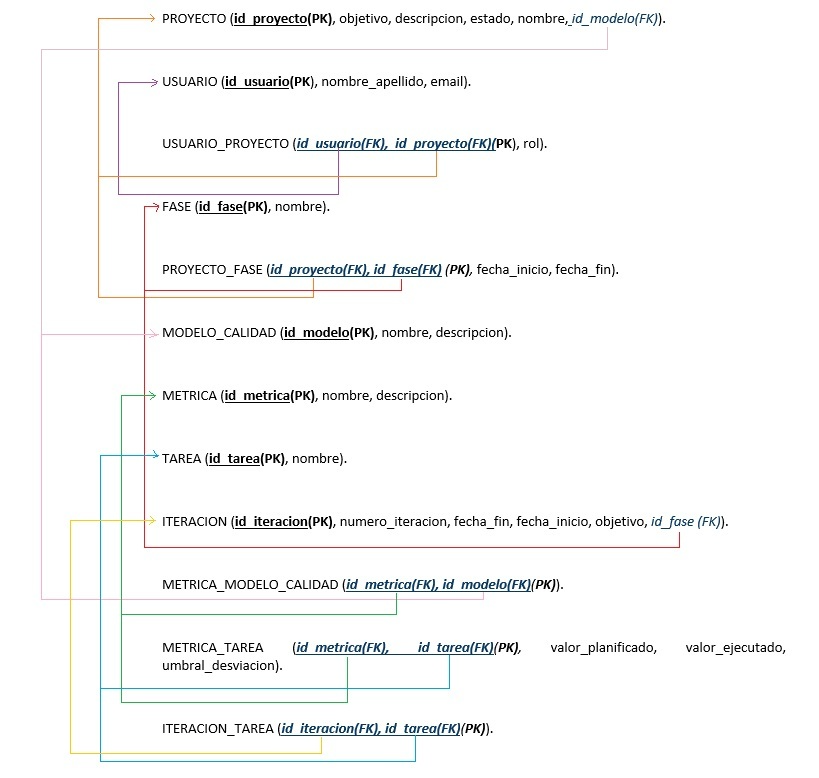 PROYECTO (id_proyecto(PK), objetivo, descripcion, estado, nombre, id_modelo(FK)).
USUARIO (id_usuario(PK), nombre_apellido, email).
USUARIO_PROYECTO (id_usuario(FK), id_proyecto(FK)(PK), rol).
FASE (id_fase(PK), nombre).
PROYECTO_FASE (id_proyecto(FK), id_fase(FK) (PK), fecha_inicio, fecha_fin).
MODELO_CALIDAD (id_modelo(PK), nombre, descripcion).
METRICA (id_metrica(PK), nombre, descripcion).
TAREA (id_tarea(PK), nombre).
ITERACION (id_iteracion(PK), numero_iteracion, fecha_fin, fecha_inicio, objetivo, id_fase (FK)).
METRICA_MODELO_CALIDAD (id_metrica(FK), id_modelo(FK)(PK)).
METRICA_TAREA (id_metrica(FK), id_tarea(FK)(PK), valor_planificado, valor_ejecutado,
umbral_desviacion).
ITERACION_TAREA (id_iteracion(FK), id_tarea(FK)(PK)).